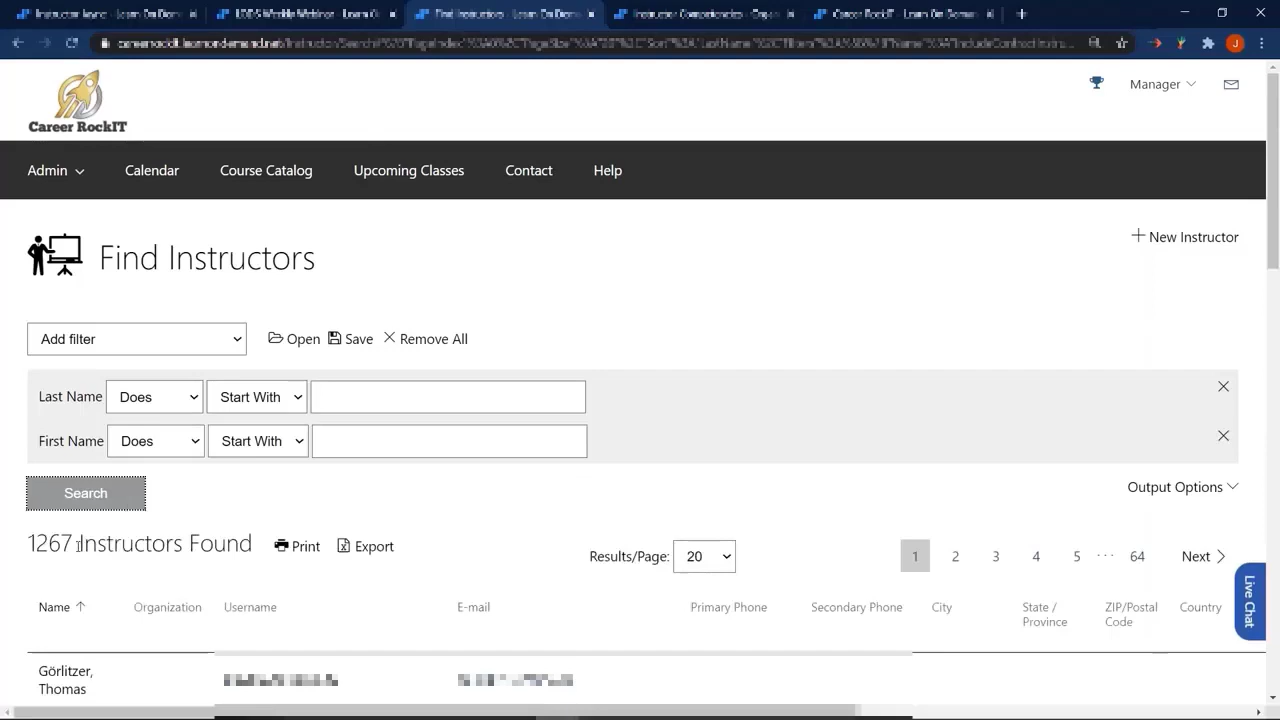 J
Career RockIT
Manager
Admin
Calendar
Course Catalog
Upcoming Classes
Contact
Help
Find Instructors
New Instructor
Add filter
Open
Save
Remove All
Last Name
Does
Start With
First Name
Does
Start With
Search
Output Options
1267 Instructors Found
Print
Export
Results/Page:
20
1 2 3 4 5 ... 64
Next
Live Chat
Name
Organization
Username
E-mail
Primary Phone
Secondary Phone
City
State /
Province
ZIP/Postal
Code
Country
Görlitzer,
Thomas